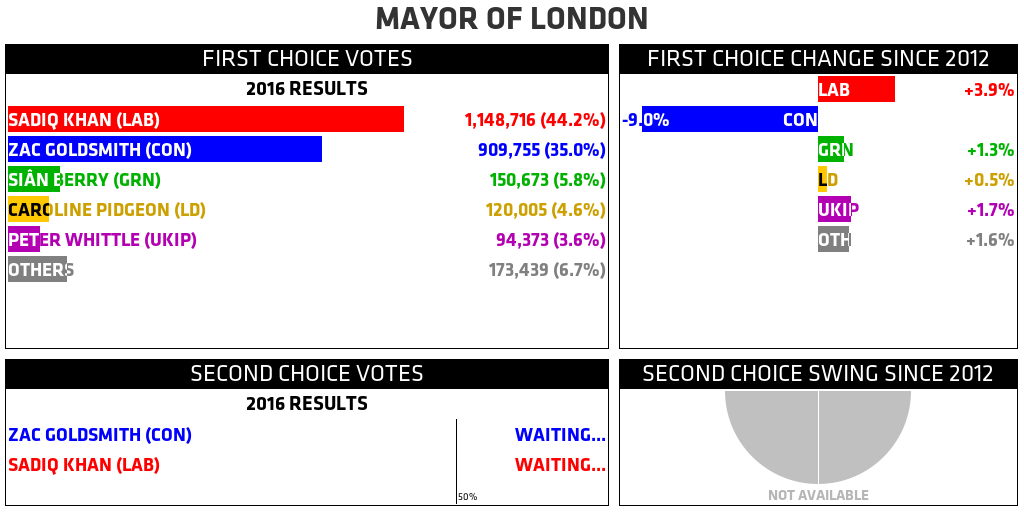 MAYOR OF LONDON
FIRST CHOICE VOTES
2016 RESULTS
SADIQ KHAN (LAB) 1,148,716 (44.2%)
ZAC GOLDSMITH (CON) 909,755 (35.0%)
SIÂN BERRY (GRN) 150,673 (5.8%)
CAROLINE PIDGEON (LD) 120,005 (4.6%)
PETER WHITTLE (UKIP) 94,373 (3.6%)
OTHERS 173,439 (6.7%)
FIRST CHOICE CHANGE SINCE 2012
LAB +3.9%
-9.0% CON
GRN +1.3%
LD +0.5%
UKIP +1.7%
OTH +1.6%
SECOND CHOICE VOTES
2016 RESULTS
ZAC GOLDSMITH (CON) WAITING...
SADIQ KHAN (LAB) WAITING...
50%
SECOND CHOICE SWING SINCE 2012
NOT AVAILABLE